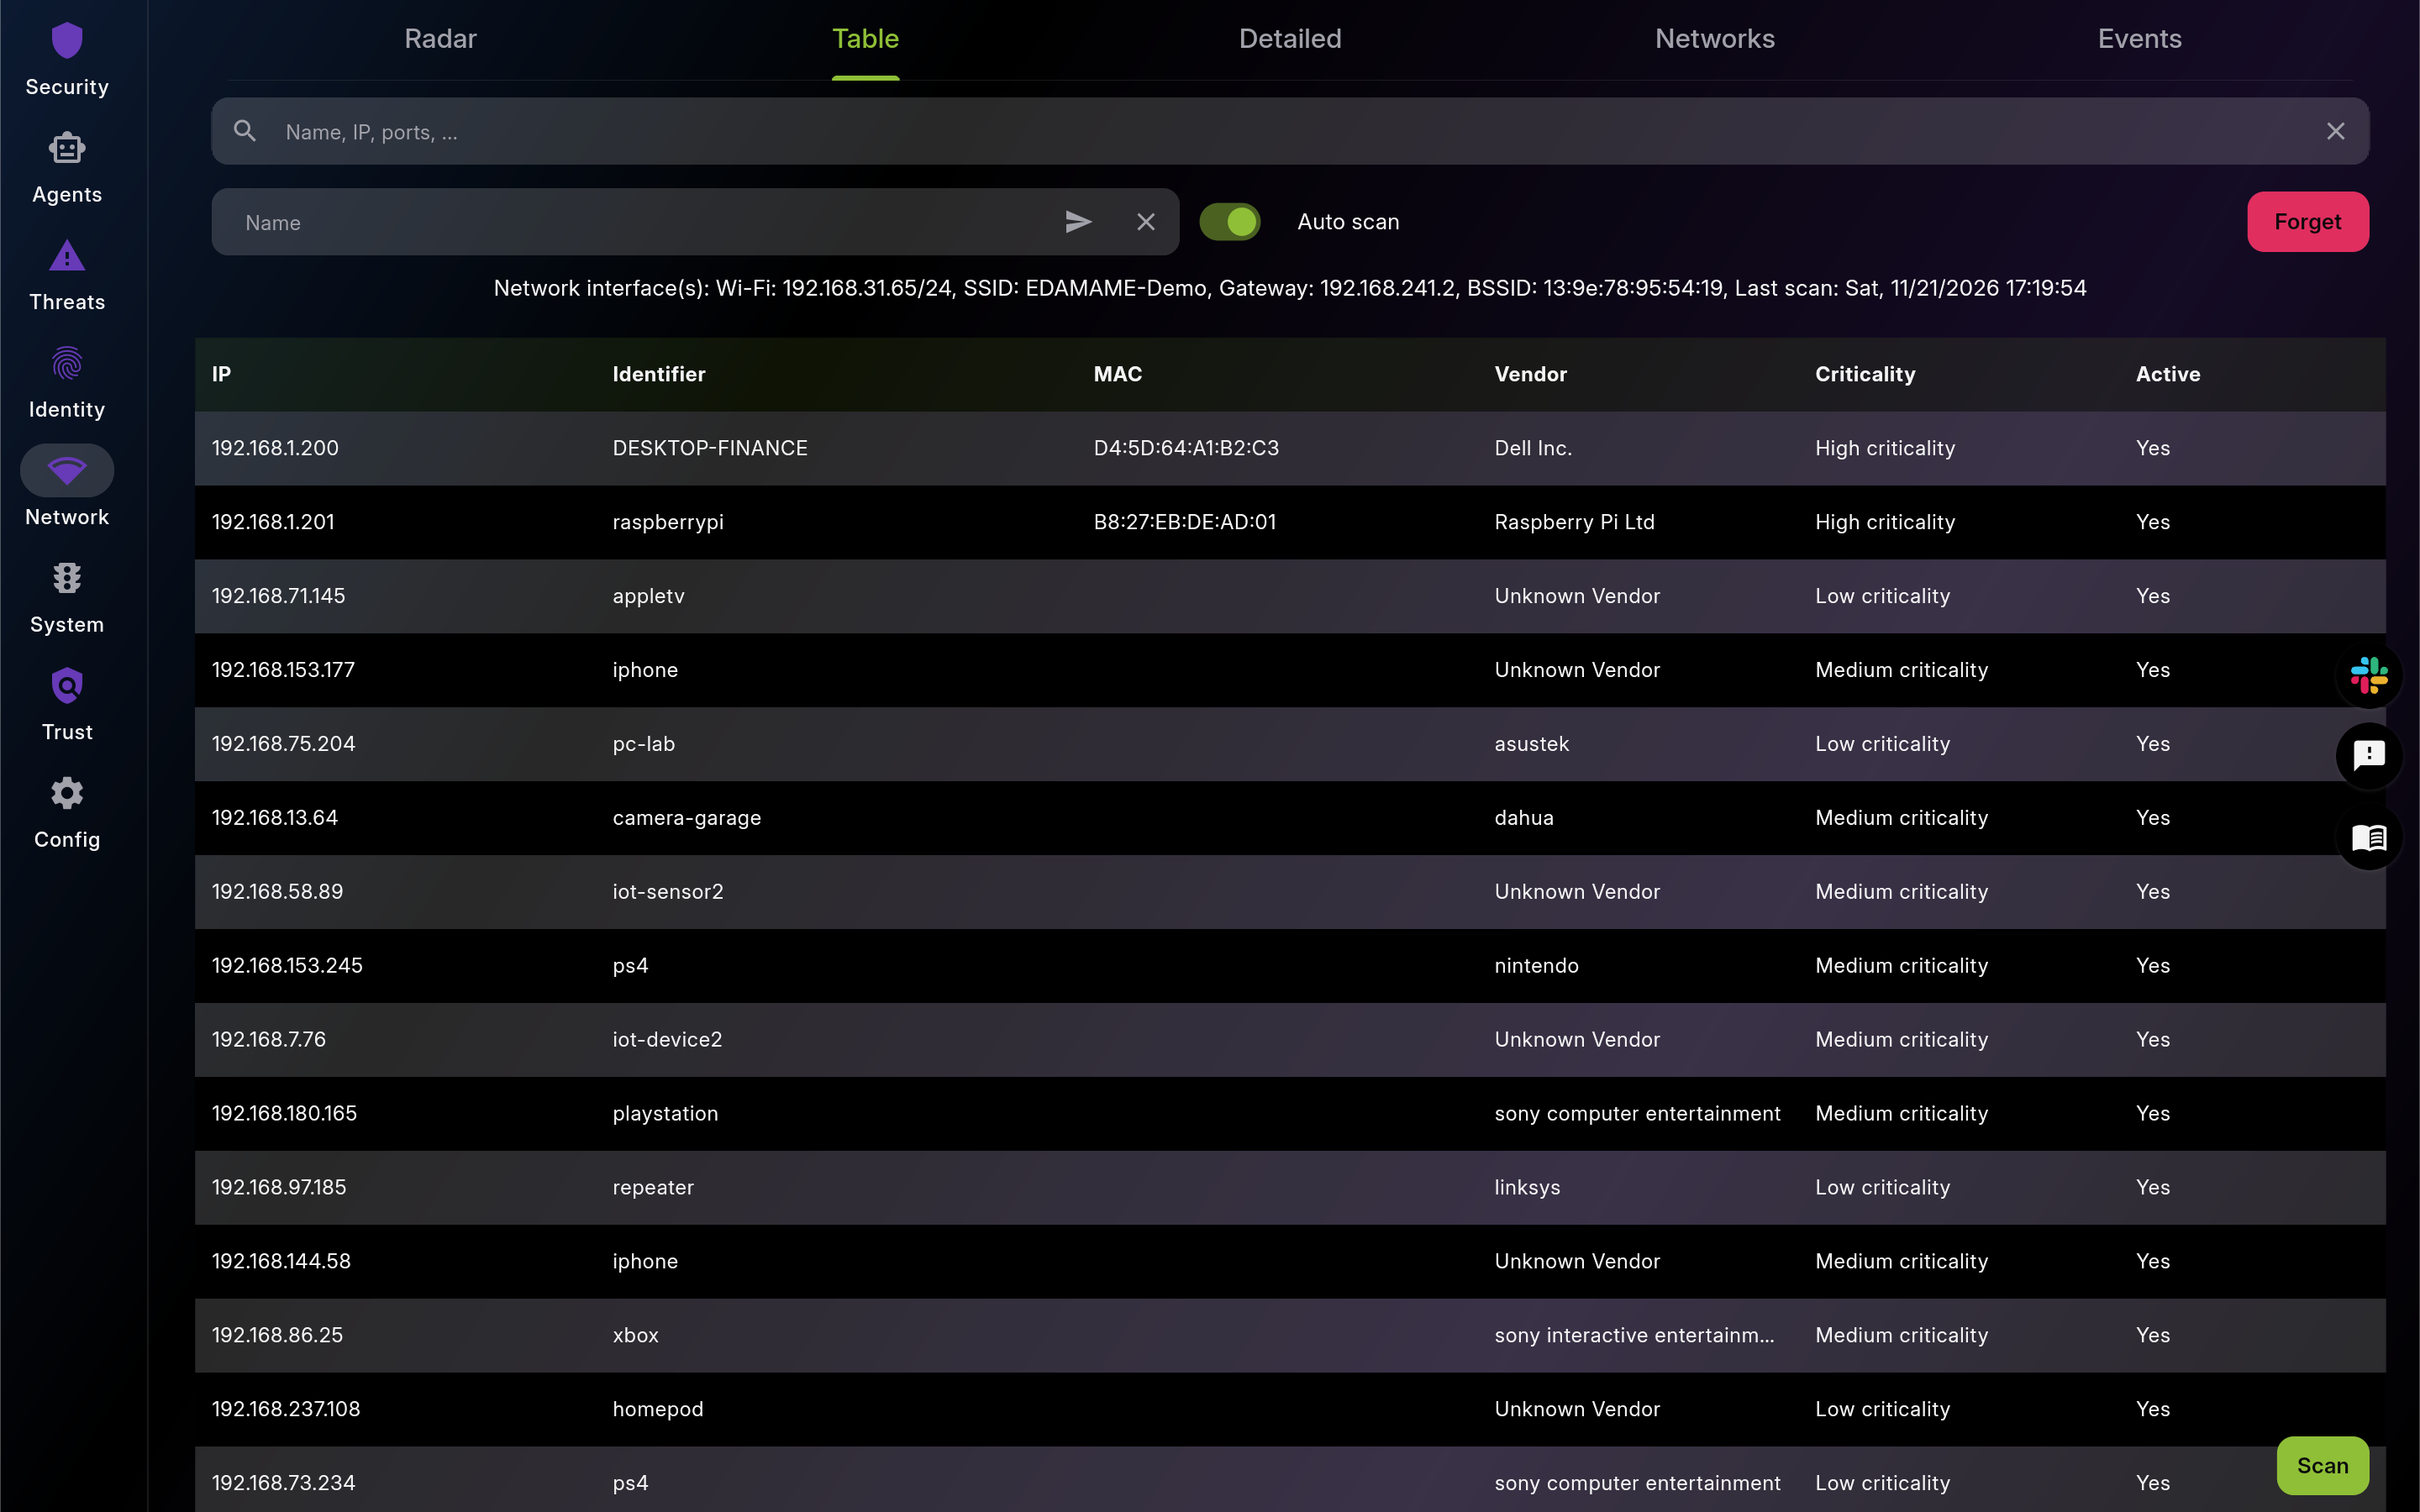 Radar Table Detailed Networks Events
Security
Agents
Threats
Identity
Network
System
Trust
Config
Name, IP, ports, ...
Name Auto scan Forget
Network interface(s): Wi-Fi: 192.168.31.65/24, SSID: EDAMAME-Demo, Gateway: 192.168.241.2, BSSID: 13:9e:78:95:54:19, Last scan: Sat, 11/21/2026 17:19:54
IP Identifier MAC Vendor Criticality Active
192.168.1.200 DESKTOP-FINANCE D4:5D:64:A1:B2:C3 Dell Inc. High criticality Yes
192.168.1.201 raspberrypi B8:27:EB:DE:AD:01 Raspberry Pi Ltd High criticality Yes
192.168.71.145 appletv Unknown Vendor Low criticality Yes
192.168.153.177 iphone Unknown Vendor Medium criticality Yes
192.168.75.204 pc-lab asustek Low criticality Yes
192.168.13.64 camera-garage dahua Medium criticality Yes
192.168.58.89 iot-sensor2 Unknown Vendor Medium criticality Yes
192.168.153.245 ps4 nintendo Medium criticality Yes
192.168.7.76 iot-device2 Unknown Vendor Medium criticality Yes
192.168.180.165 playstation sony computer entertainment Medium criticality Yes
192.168.97.185 repeater linksys Low criticality Yes
192.168.144.58 iphone Unknown Vendor Medium criticality Yes
192.168.86.25 xbox sony interactive entertainm... Medium criticality Yes
192.168.237.108 homepod Unknown Vendor Low criticality Yes
192.168.73.234 ps4 sony computer entertainment Low criticality Yes
Scan